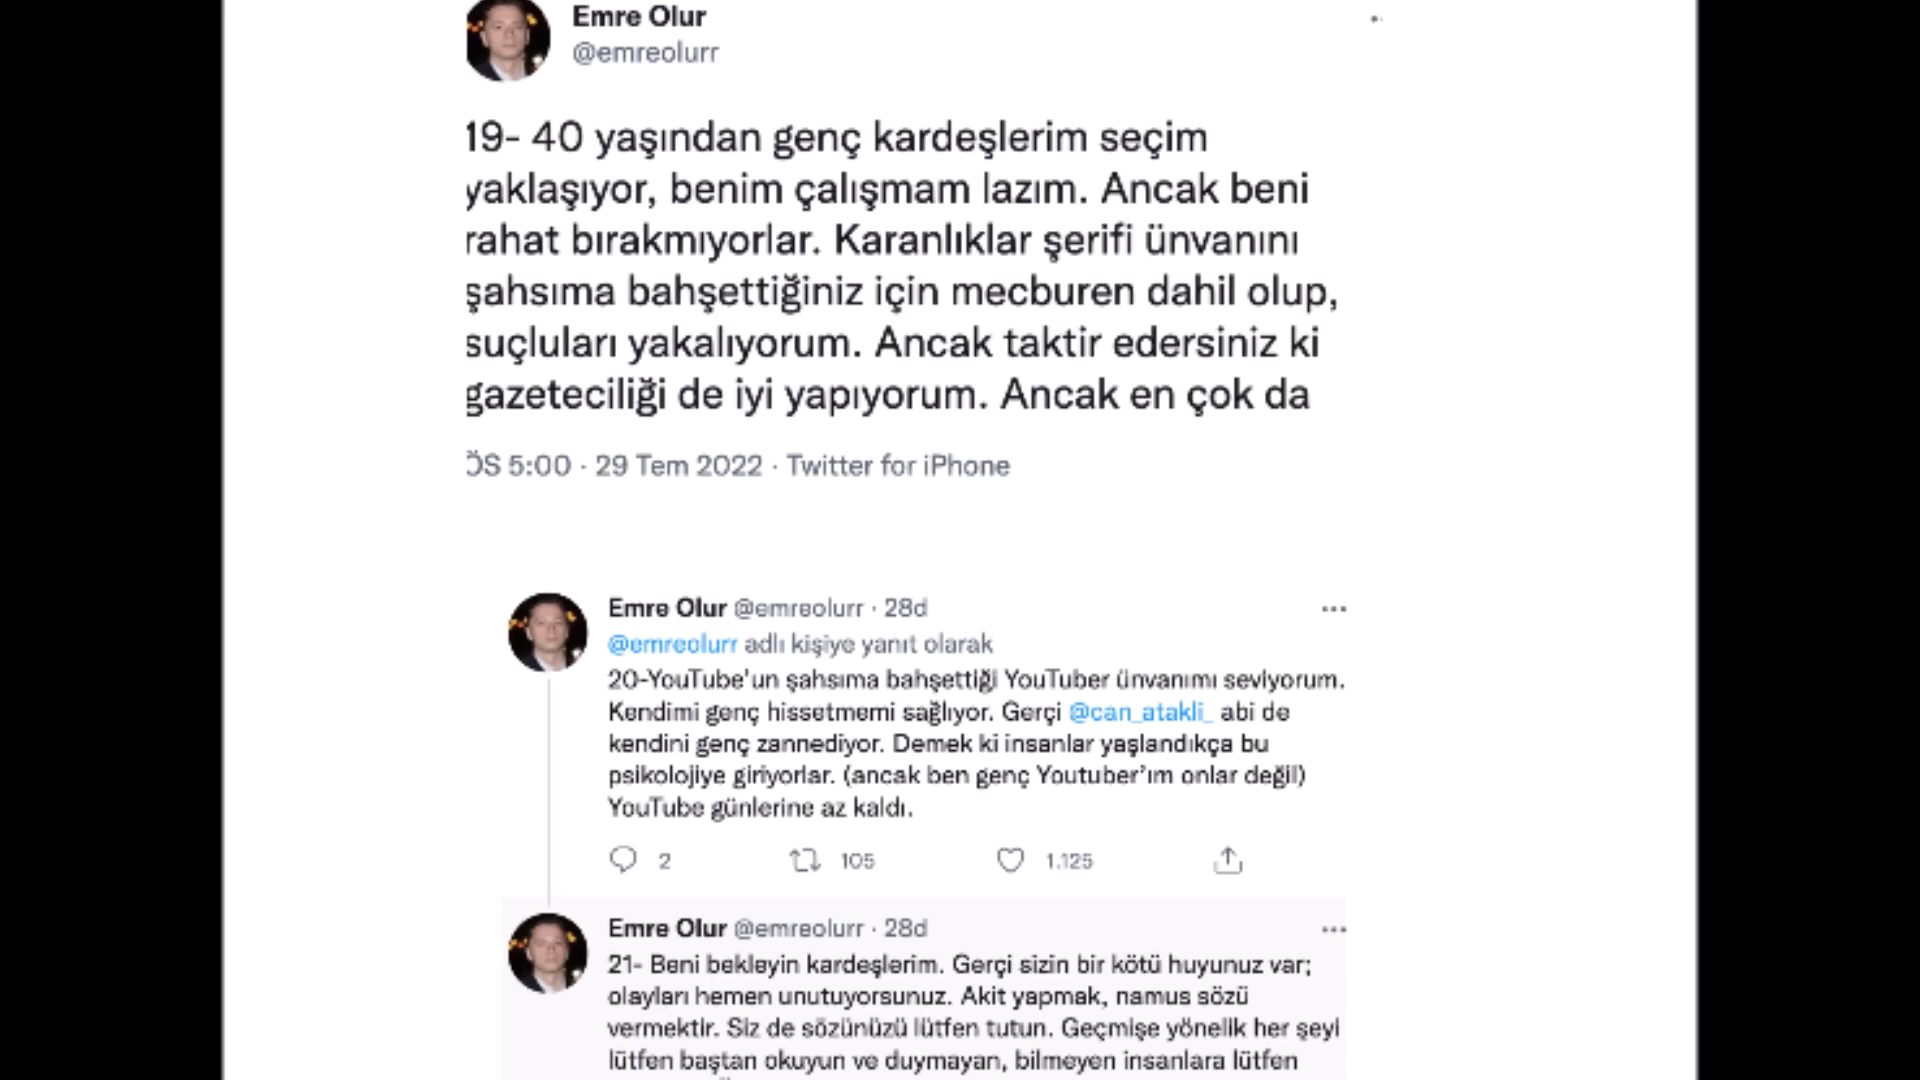 Emre Olur
@emreolurr
19- 40 yaşından genç kardeşlerim seçim
yaklaşıyor, benim çalışmam lazım. Ancak beni
rahat bırakmıyorlar. Karanlıklar şerifi ünvanını
şahsıma bahşettiğiniz için mecburen dahil olup,
suçluları yakalıyorum. Ancak taktir edersiniz ki
gazeteciliği de iyi yapıyorum. Ancak en çok da
ÖS 5:00 · 29 Tem 2022 · Twitter for iPhone
Emre Olur @emreolurr · 28d
@emreolurr adlı kişiye yanıt olarak
20-YouTube'un şahsıma bahşettiği YouTuber ünvanımı seviyorum.
Kendimi genç hissetmemi sağlıyor. Gerçi @can_atakli_ abi de
kendini genç zannediyor. Demek ki insanlar yaşlandıkça bu
psikolojiye giriyorlar. (ancak ben genç Youtuber'ım onlar değil)
YouTube günlerine az kaldı.
2 105 1.125
Emre Olur @emreolurr · 28d
21- Beni bekleyin kardeşlerim. Gerçi sizin bir kötü huyunuz var;
olayları hemen unutuyorsunuz. Akit yapmak, namus sözü
vermektir. Siz de sözünüzü lütfen tutun. Geçmişe yönelik her şeyi
lütfen baştan okuyun ve duymayan, bilmeyen insanlara lütfen